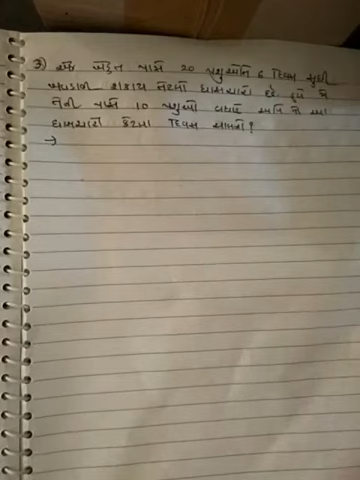 3) એક ખેડૂત પાસે 20 પશુઓને 6 દિવસ સુધી
ખવડાવી શકાય તેટલો ઘાસચારો છે. હવે જો
તેની પાસે 10 પશુઓ વધારે આવે તો આ
ઘાસચારો કેટલા દિવસ ચાલશે?
→